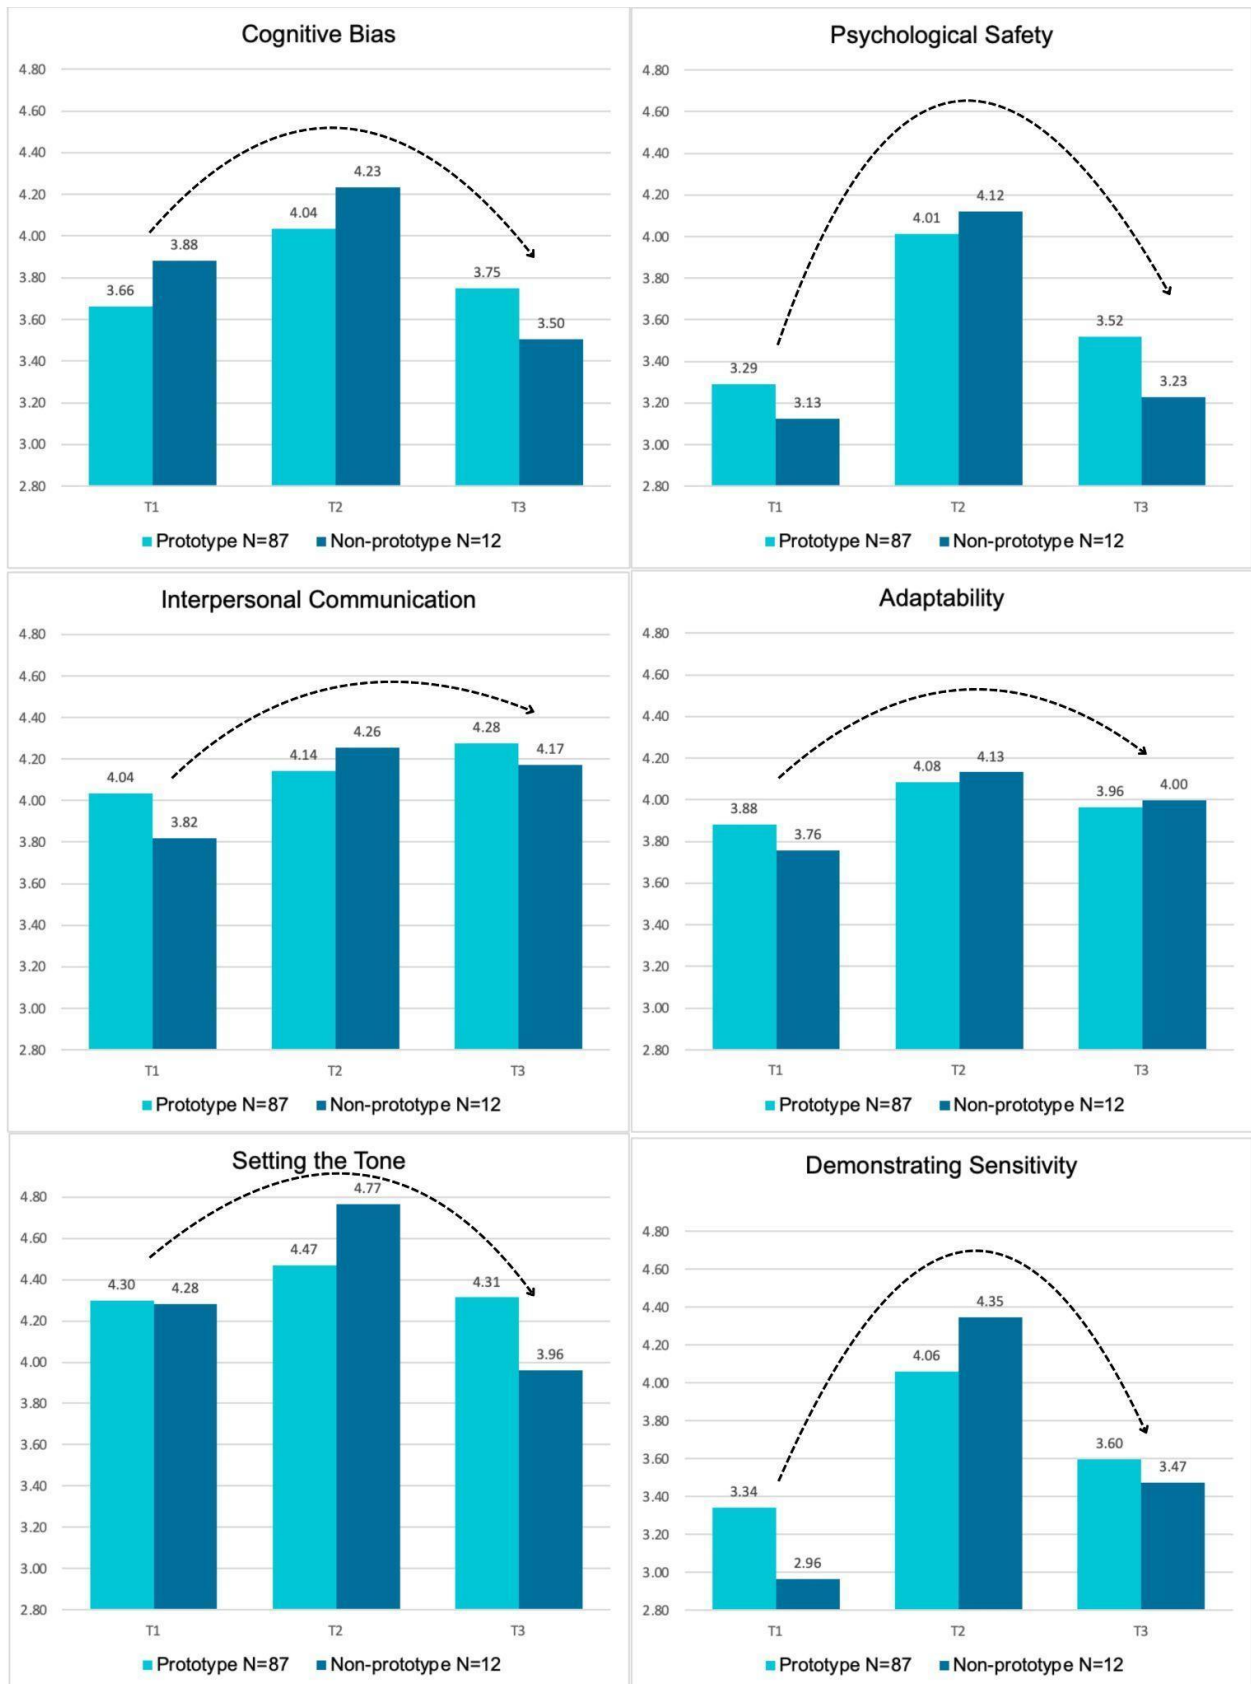 Cognitive Bias
4.80
4.60
4.40
4.20
4.00
3.80
3.60
3.40
3.20
3.00
2.80
3.66
3.88
4.04
4.23
3.75
3.50
T1
T2
T3
Prototype N=87
Non-prototype N=12
Psychological Safety
4.80
4.60
4.40
4.20
4.00
3.80
3.60
3.40
3.20
3.00
2.80
3.29
3.13
4.01
4.12
3.52
3.23
T1
T2
T3
Prototype N=87
Non-prototype N=12
Interpersonal Communication
4.80
4.60
4.40
4.20
4.00
3.80
3.60
3.40
3.20
3.00
2.80
4.04
3.82
4.14
4.26
4.28
4.17
T1
T2
T3
Prototype N=87
Non-prototype N=12
Adaptability
4.80
4.60
4.40
4.20
4.00
3.80
3.60
3.40
3.20
3.00
2.80
3.88
3.76
4.08
4.13
3.96
4.00
T1
T2
T3
Prototype N=87
Non-prototype N=12
Setting the Tone
4.80
4.60
4.40
4.20
4.00
3.80
3.60
3.40
3.20
3.00
2.80
4.30
4.28
4.47
4.77
4.31
3.96
T1
T2
T3
Prototype N=87
Non-prototype N=12
Demonstrating Sensitivity
4.80
4.60
4.40
4.20
4.00
3.80
3.60
3.40
3.20
3.00
2.80
3.34
2.96
4.06
4.35
3.60
3.47
T1
T2
T3
Prototype N=87
Non-prototype N=12